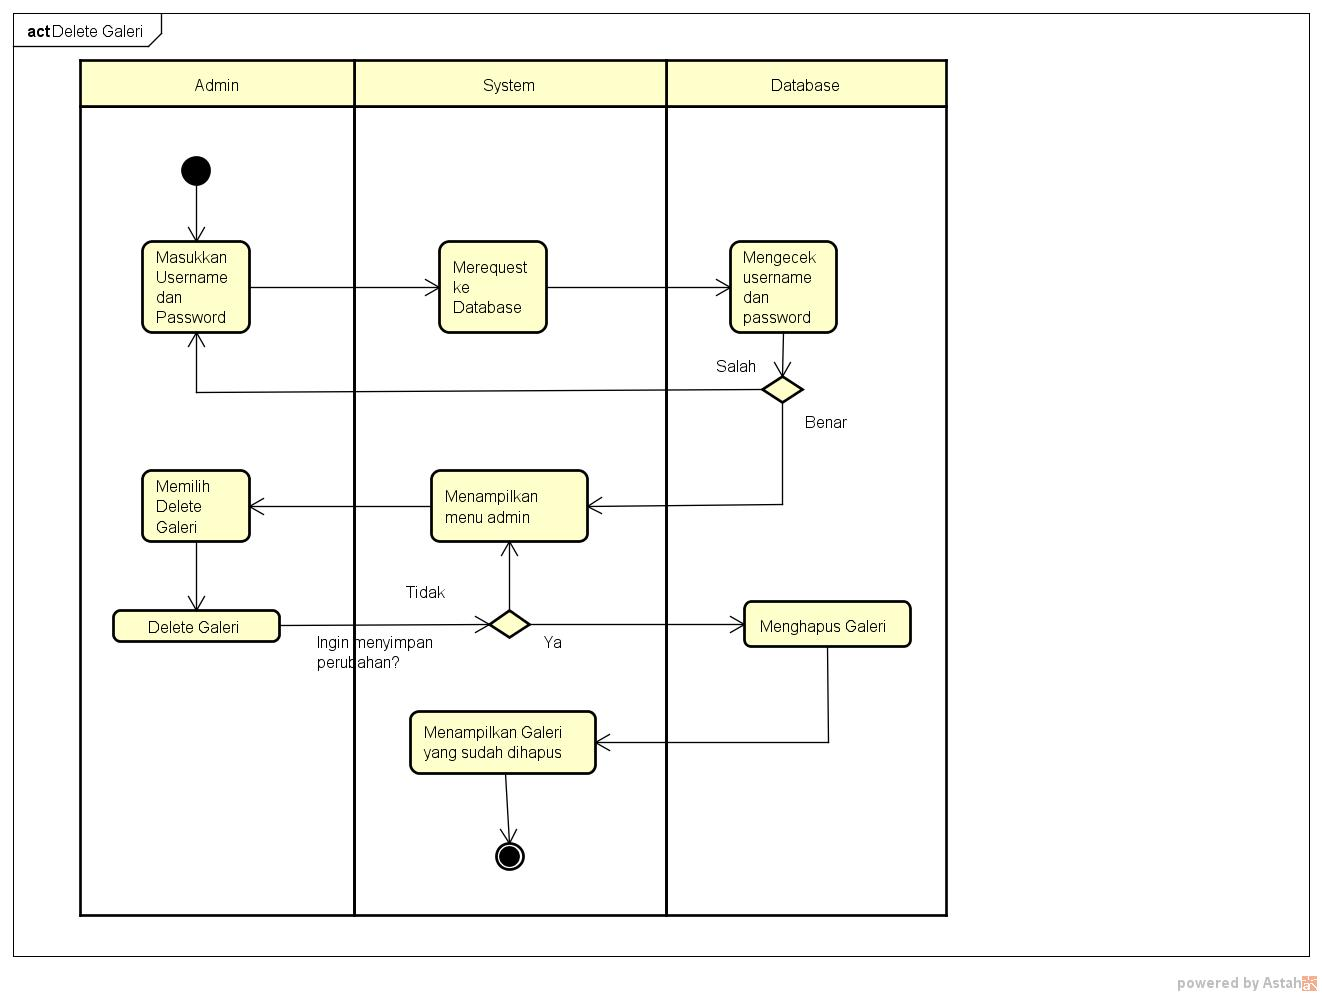 act Delete Galeri
Admin
System
Database
Masukkan
Username
dan
Password
Merequest
ke
Database
Mengecek
username
dan
password
Salah
Benar
Memilih
Delete
Galeri
Menampilkan
menu admin
Tidak
Delete Galeri
Ingin menyimpan
perubahan?
Ya
Menghapus Galeri
Menampilkan Galeri
yang sudah dihapus
powered by Astah